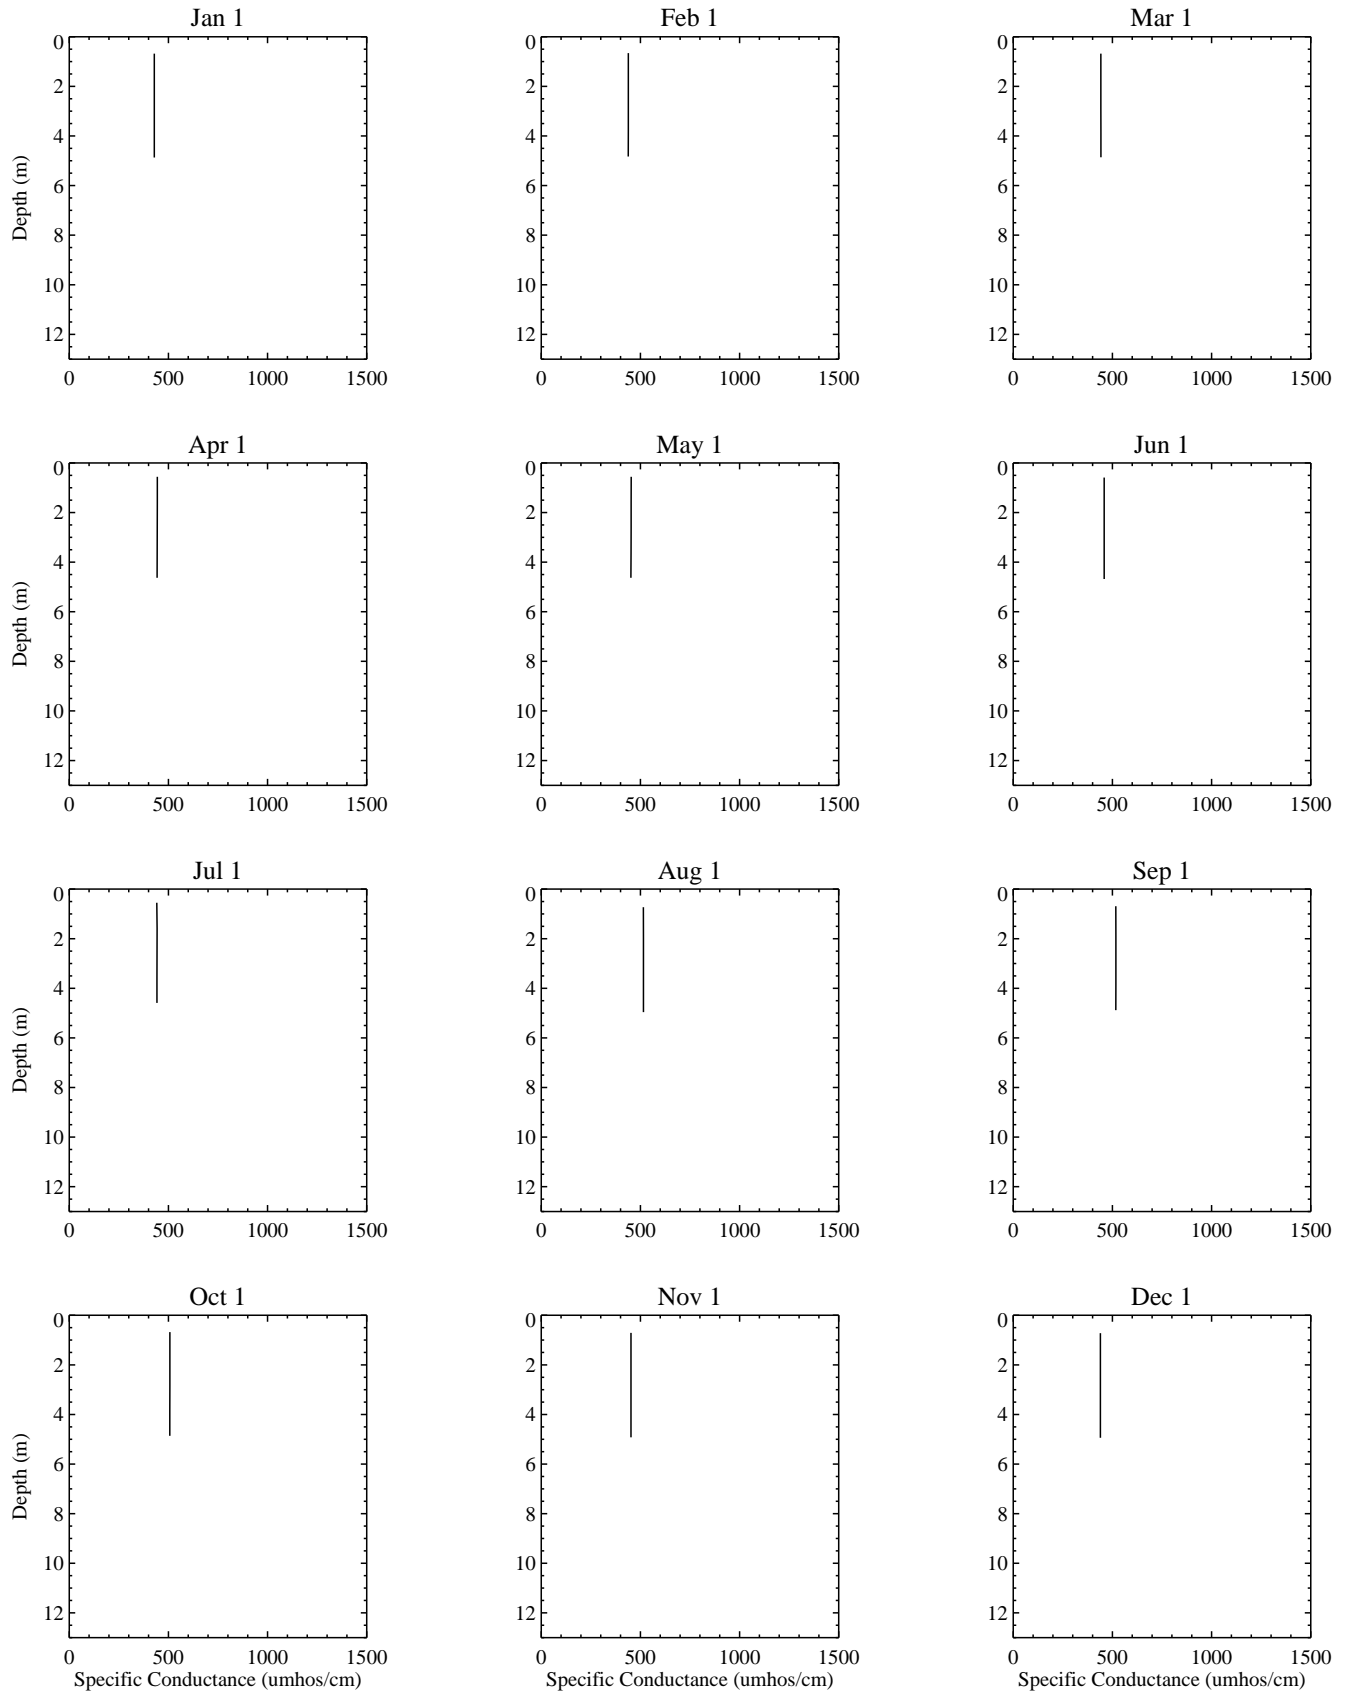 Jan 1 Feb 1 Mar 1
0 0 0
2 2 2
4 4 4
6 6 6
8 8 8
10 10 10
12 12 12
Depth (m)
0 500 1000 1500 0 500 1000 1500 0 500 1000 1500
Apr 1 May 1 Jun 1
0 0 0
2 2 2
4 4 4
6 6 6
8 8 8
10 10 10
12 12 12
Depth (m)
0 500 1000 1500 0 500 1000 1500 0 500 1000 1500
Jul 1 Aug 1 Sep 1
0 0 0
2 2 2
4 4 4
6 6 6
8 8 8
10 10 10
12 12 12
Depth (m)
0 500 1000 1500 0 500 1000 1500 0 500 1000 1500
Oct 1 Nov 1 Dec 1
0 0 0
2 2 2
4 4 4
6 6 6
8 8 8
10 10 10
12 12 12
Depth (m)
0 500 1000 1500 0 500 1000 1500 0 500 1000 1500
Specific Conductance (umhos/cm) Specific Conductance (umhos/cm) Specific Conductance (umhos/cm)